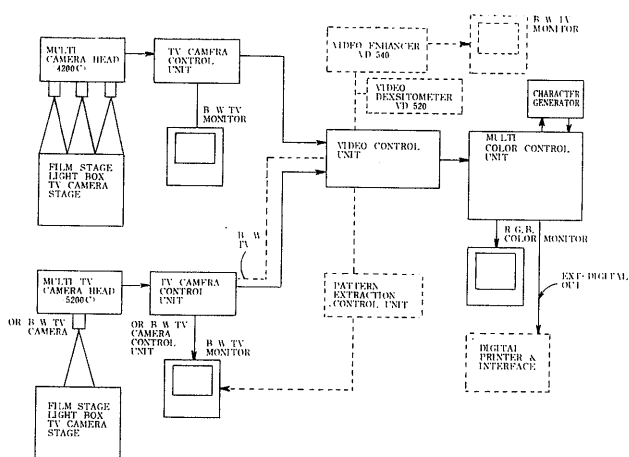 MULTI
CAMERA HEAD
4200(C)
TV CAMERA
CONTROL
UNIT
VIDEO ENHANCER
VD 540
B W TV
MONITOR
VIDEO
DEXSITOMETER
VD 520
CHARACTER
GENERATOR
B W TV
MONITOR
FILM STAGE
LIGHT BOX
TV CAMERA
STAGE
VIDEO CONTROL
UNIT
MULTI
COLOR CONTROL
UNIT
B W
TV
R G.B.
COLOR MONITOR
MULTI TV
CAMERA HEAD
5200(C)
TV CAMERA
CONTROL
UNIT
PATTERN
EXTRACTION
CONTROL UNIT
EXT-DIGITAL
OUT
OR B W TV
CAMERA
OR B W TV
CAMERA
CONTROL
UNIT
B W TV
MONITOR
DIGITAL
PRINTER &
INTERFACE
FILM STAGE
LIGHT BOX
TV CAMERA
STAGE